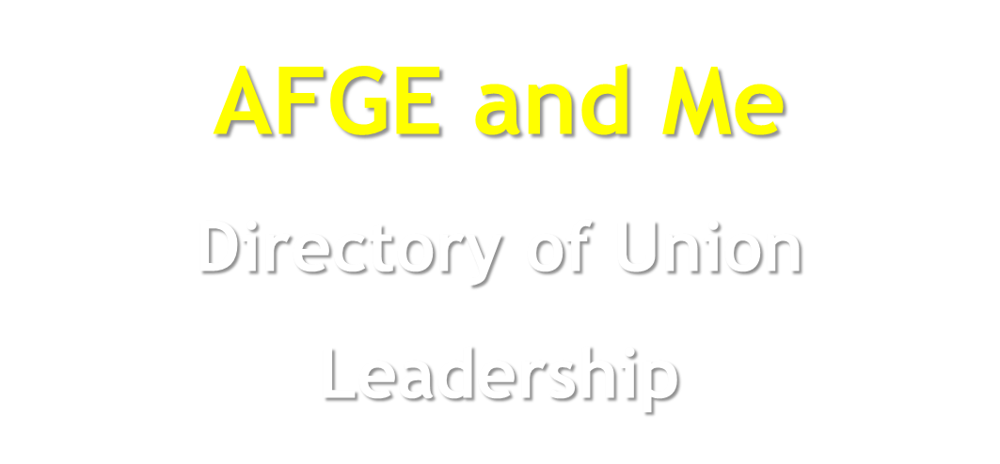 AFGE and Me
Directory of Union
Leadership